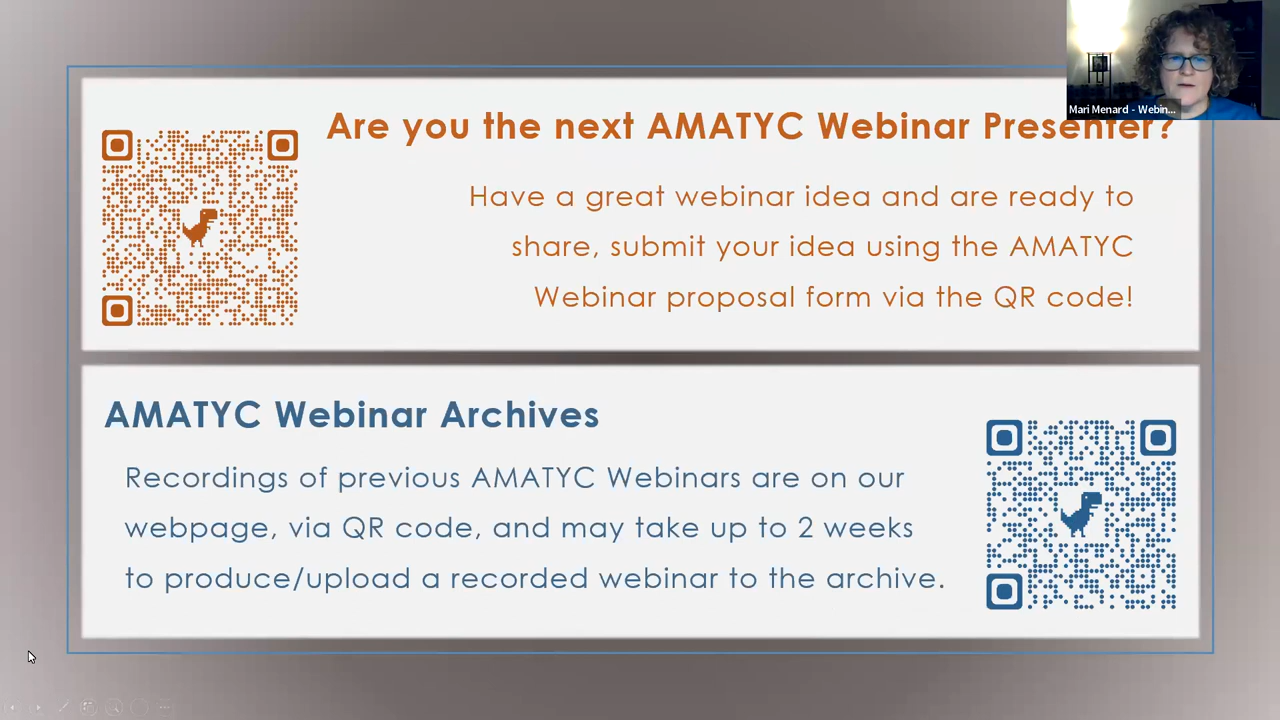 Mari Menard - Webin...
Are you the next AMATYC Webinar Presenter?
Have a great webinar idea and are ready to
share, submit your idea using the AMATYC
Webinar proposal form via the QR code!
AMATYC Webinar Archives
Recordings of previous AMATYC Webinars are on our
webpage, via QR code, and may take up to 2 weeks
to produce/upload a recorded webinar to the archive.